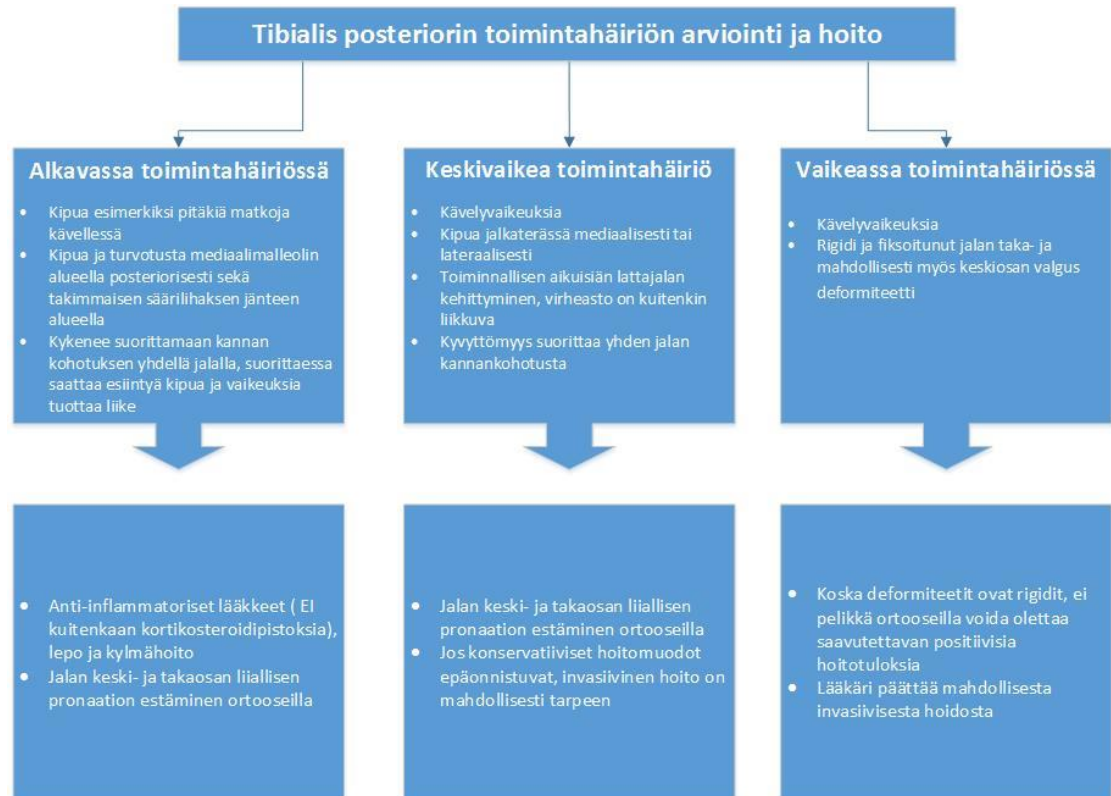 Tibialis posteriorin toimintahäiriön arviointi ja hoito
Alkavassa toimintahäiriössä
• Kipua esimerkiksi pitäkiä matkoja
kävellessä
• Kipua ja turvotusta mediaalimalleolin
alueella posteriorisesti sekä
takimmaisen säärilihaksen jänteen
alueella
• Kykenee suorittamaan kannan
kohotuksen yhdellä jalalla, suorittaessa
saattaa esiintyä kipua ja vaikeuksia
tuottaa liike
Keskivaikea toimintahäiriö
• Kävelyvaikeuksia
• Kipua jalkaterässä mediaalisesti tai
lateraalisesti
• Toiminnallisen aikuisiän lattajalan
kehittyminen, virheasto on kuitenkin
liikkuva
• Kyvyttömyys suorittaa yhden jalan
kannankohotusta
Vaikeassa toimintahäiriössä
• Kävelyvaikeuksia
• Rigidi ja fiksoitunut jalan taka- ja
mahdollisesti myös keskiosan valgus
deformiteetti
• Anti-inflammatoriset lääkkeet ( EI
kuitenkaan kortikosteroidipistoksia),
lepo ja kylmähoito
• Jalan keski- ja takaosan liiallisen
pronaation estäminen ortooseilla
• Jalan keski- ja takaosan liiallisen
pronaation estäminen ortooseilla
• Jos konservatiiviset hoitomuodot
epäonnistuvat, invasiivinen hoito on
mahdollisesti tarpeen
• Koska deformiteetit ovat rigidit, ei
pelikkä ortooseilla voida olettaa
saavutettavan positiivisia
hoitotuloksia
• Lääkäri päättää mahdollisesta
invasiivisesta hoidosta